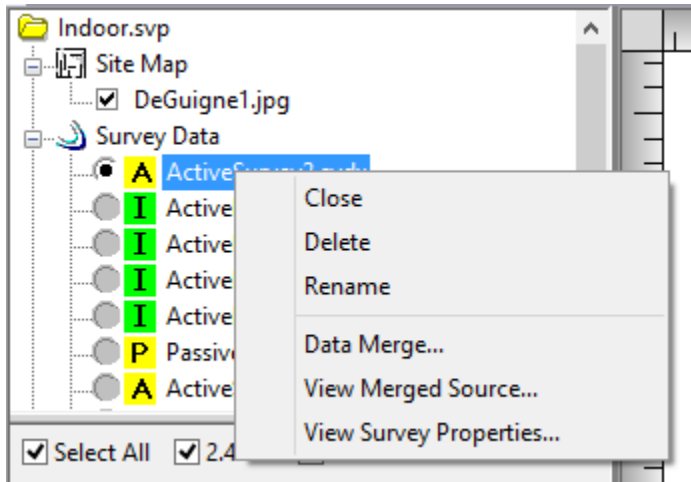 Indoor.svp
Site Map
DeGuigne1.jpg
Survey Data
A
I Active
I Active
I Active
I Active
P
A Active
Close
Delete
Rename
Data Merge...
View Merged Source...
View Survey Properties...
Select All 2.4